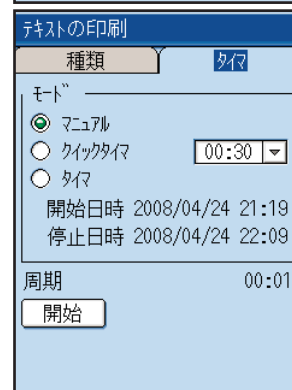 ﾃｷｽﾄの印刷
種類 ﾀｲﾏ
ﾓｰﾄﾞ
ﾏﾆｭｱﾙ
ｸｲｯｸﾀｲﾏ 00:30
ﾀｲﾏ
開始日時 2008/04/24 21:19
停止日時 2008/04/24 22:09
周期 00:01
開始